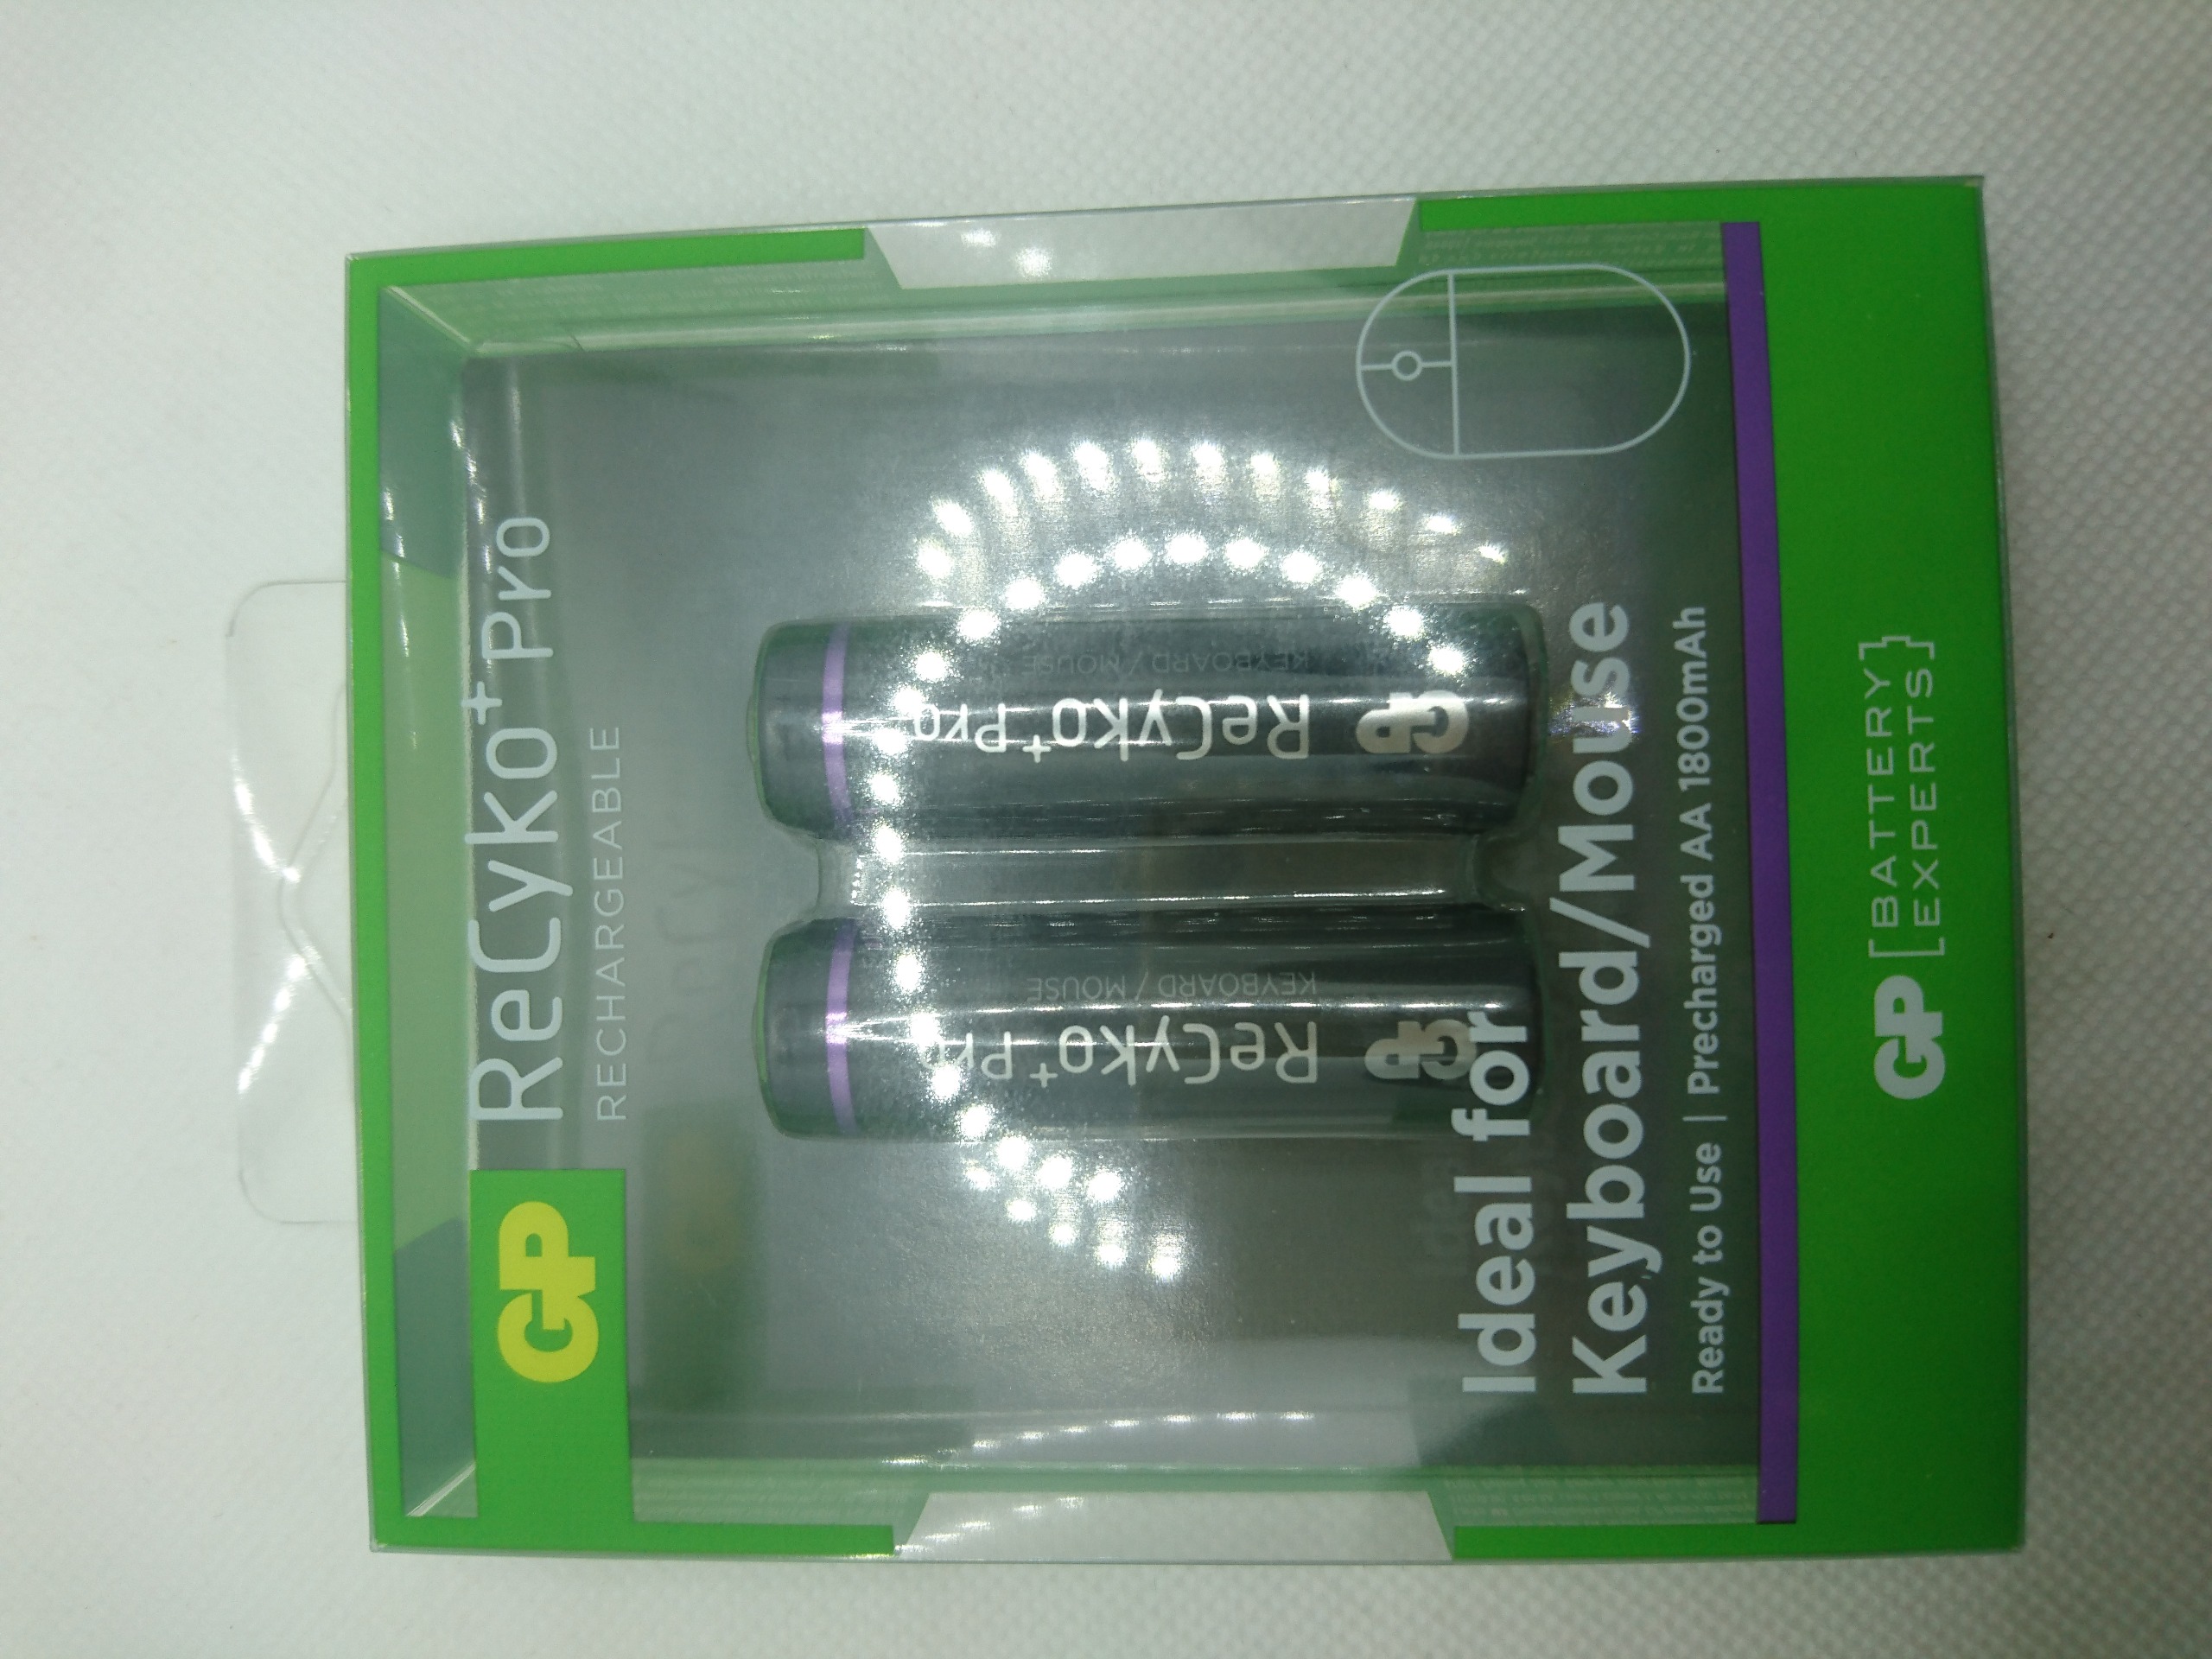 GP
ReCyko+ Pro
RECHARGEABLE
KEYBOARD / MOUSE
ReCyko+ Pro
GP
KEYBOARD / MOUSE
ReCyko+ Pro
GP
Ideal for
Keyboard/Mouse
Ready to Use | Precharged AA 1800mAh
GP [BATTERY]
[EXPERTS]